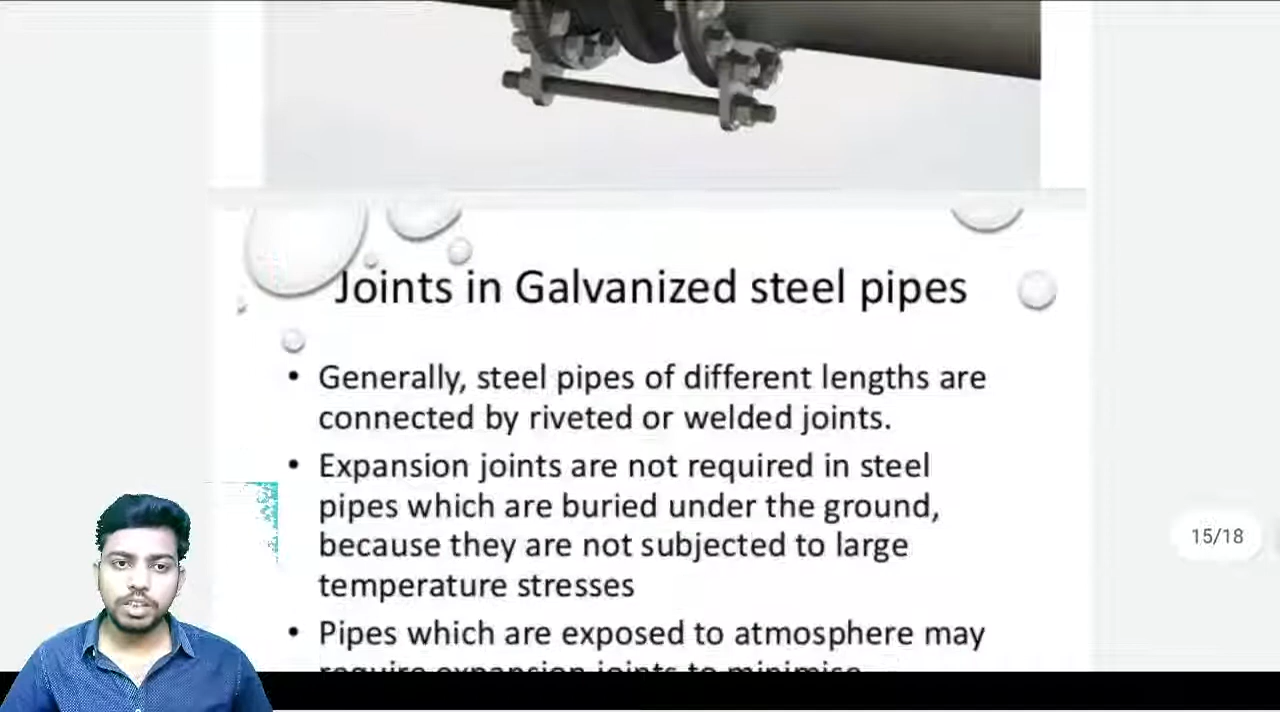 Joints in Galvanized steel pipes
• Generally, steel pipes of different lengths are
connected by riveted or welded joints.
• Expansion joints are not required in steel
pipes which are buried under the ground,
because they are not subjected to large
temperature stresses
15/18
• Pipes which are exposed to atmosphere may
require expansion joints to minimise